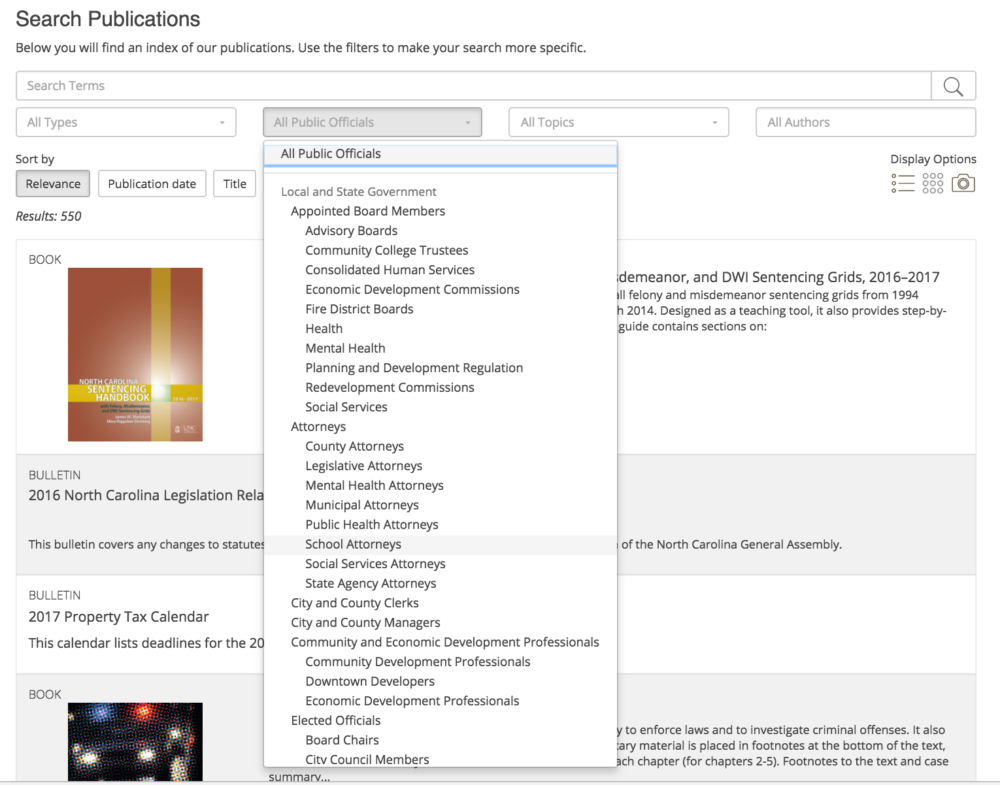 Search Publications
Below you will find an index of our publications. Use the filters to make your search more specific.
Search Terms
All Types
All Public Officials
All Topics
All Authors
All Public Officials
Sort by
Display Options
Relevance
Publication date
Title
Results: 550
Local and State Government
Appointed Board Members
Advisory Boards
Community College Trustees
Consolidated Human Services
Economic Development Commissions
Fire District Boards
Health
Mental Health
Planning and Development Regulation
Redevelopment Commissions
Social Services
Attorneys
County Attorneys
Legislative Attorneys
Mental Health Attorneys
Municipal Attorneys
Public Health Attorneys
School Attorneys
Social Services Attorneys
State Agency Attorneys
City and County Clerks
City and County Managers
Community and Economic Development Professionals
Community Development Professionals
Downtown Developers
Economic Development Professionals
Elected Officials
Board Chairs
City Council Members
BOOK
NORTH CAROLINA
SENTENCING
HANDBOOK
2016-2017
with Felony, Misdemeanor,
and DWI Sentencing Grids
James M. Markham
Shea Riggsbee Denning
UNC
sdemeanor, and DWI Sentencing Grids, 2016–2017
all felony and misdemeanor sentencing grids from 1994
h 2014. Designed as a teaching tool, it also provides step-by-
guide contains sections on:
BULLETIN
2016 North Carolina Legislation Rela
This bulletin covers any changes to statutes
of the North Carolina General Assembly.
BULLETIN
2017 Property Tax Calendar
This calendar lists deadlines for the 20
BOOK
y to enforce laws and to investigate criminal offenses. It also
tary material is placed in footnotes at the bottom of the text,
ach chapter (for chapters 2-5). Footnotes to the text and case
summary...